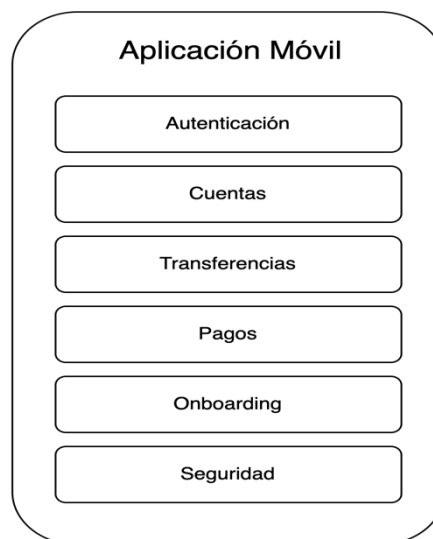 Aplicación Móvil
Autenticación
Cuentas
Transferencias
Pagos
Onboarding
Seguridad